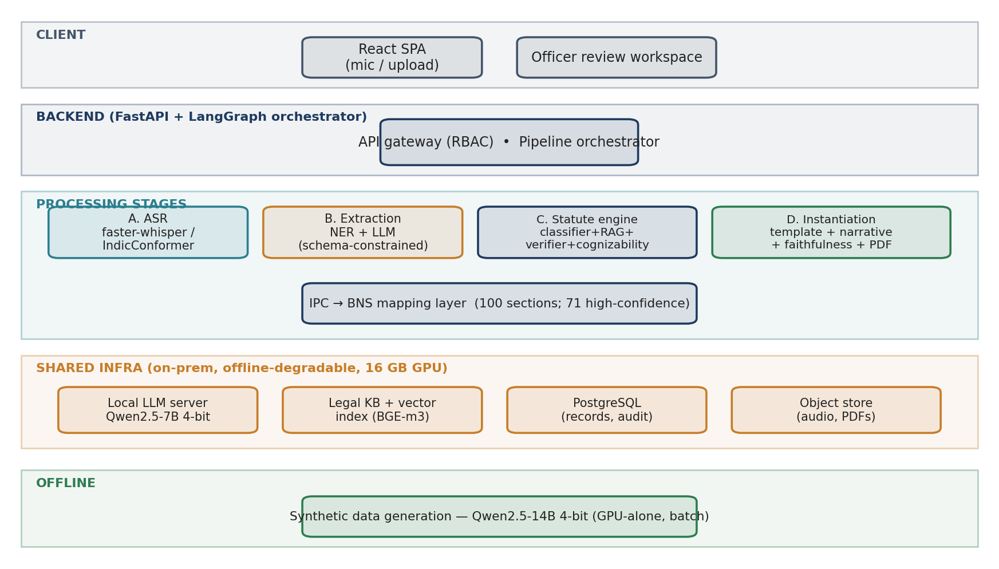 CLIENT
React SPA
(mic / upload)
Officer review workspace
BACKEND (FastAPI + LangGraph orchestrator)
API gateway (RBAC) • Pipeline orchestrator
PROCESSING STAGES
A. ASR
faster-whisper /
IndicConformer
B. Extraction
NER + LLM
(schema-constrained)
C. Statute engine
classifier+RAG+
verifier+cognizability
D. Instantiation
template + narrative
+ faithfulness + PDF
IPC → BNS mapping layer (100 sections; 71 high-confidence)
SHARED INFRA (on-prem, offline-degradable, 16 GB GPU)
Local LLM server
Qwen2.5-7B 4-bit
Legal KB + vector
index (BGE-m3)
PostgreSQL
(records, audit)
Object store
(audio, PDFs)
OFFLINE
Synthetic data generation — Qwen2.5-14B 4-bit (GPU-alone, batch)